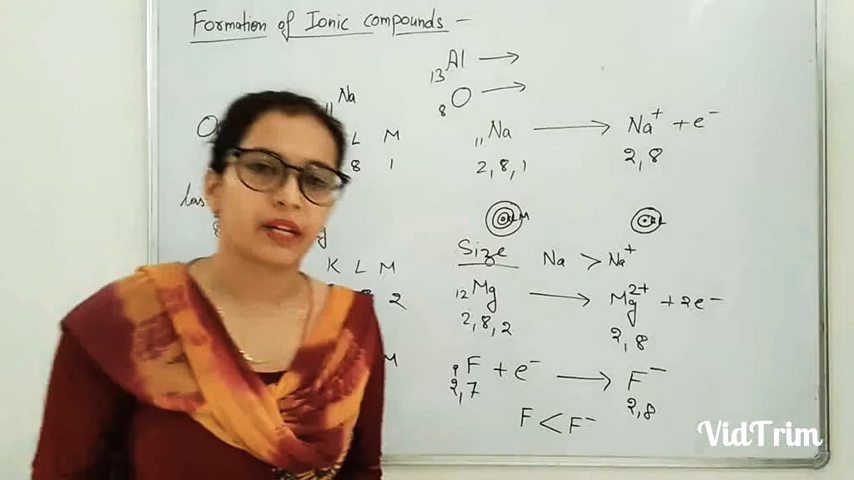 Formation of Ionic compounds -
₁₃Al →
₈O →
₁₁Na
L M
8 1
K L M
2
M
₁₁Na → Na⁺ + e⁻
2, 8, 1 2, 8
Size Na > Na⁺
₁₂Mg → Mg²⁺ + 2e⁻
2, 8, 2 2, 8
₉F + e⁻ → F⁻
2, 7 2, 8
F < F⁻
VidTrim